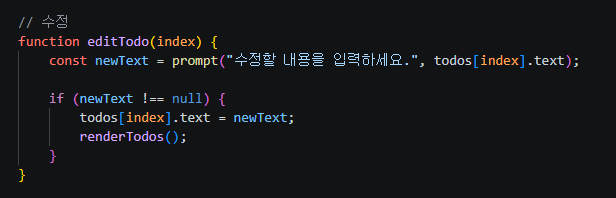 // 수정
function editTodo(index) {
    const newText = prompt("수정할 내용을 입력하세요.", todos[index].text);

    if (newText !== null) {
        todos[index].text = newText;
        renderTodos();
    }
}